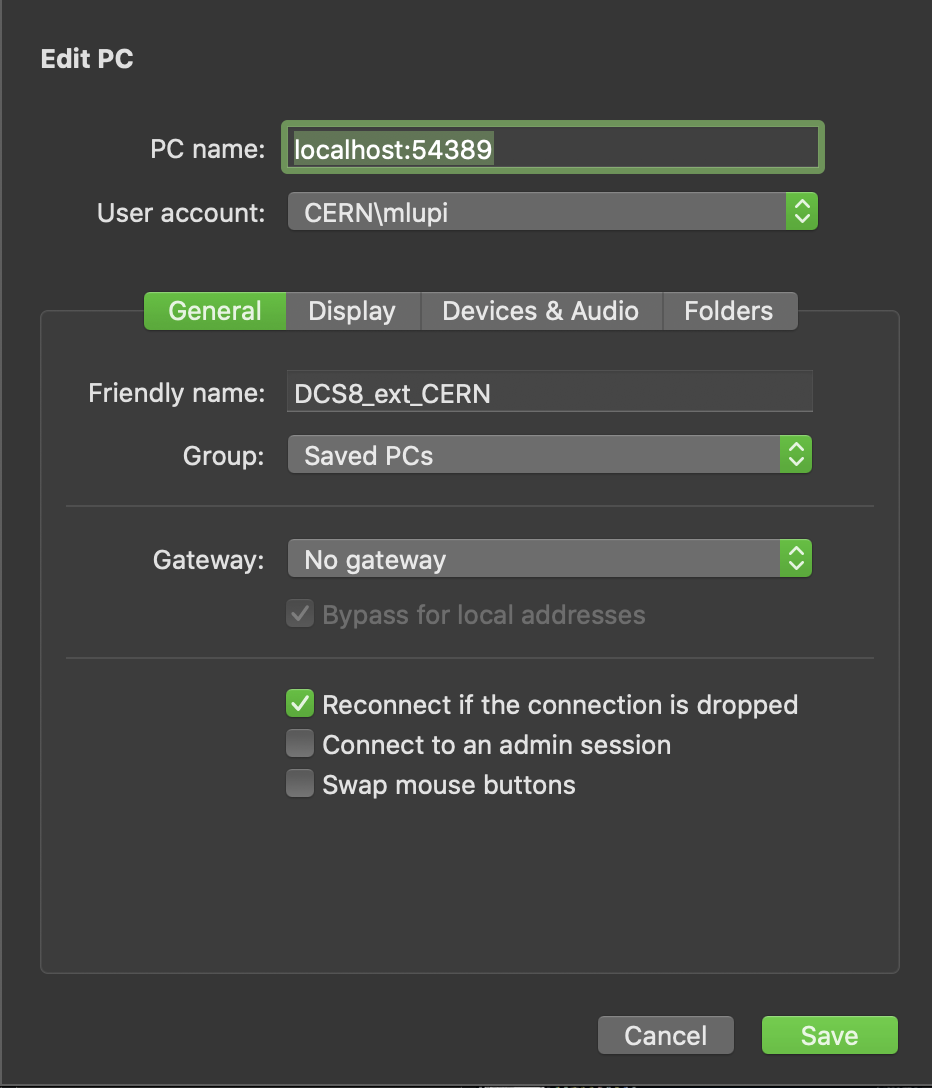 Edit PC
PC name: localhost:54389
User account: CERN\mlupi
General Display Devices & Audio Folders
Friendly name: DCS8_ext_CERN
Group: Saved PCs
Gateway: No gateway
Bypass for local addresses
Reconnect if the connection is dropped
Connect to an admin session
Swap mouse buttons
Cancel Save